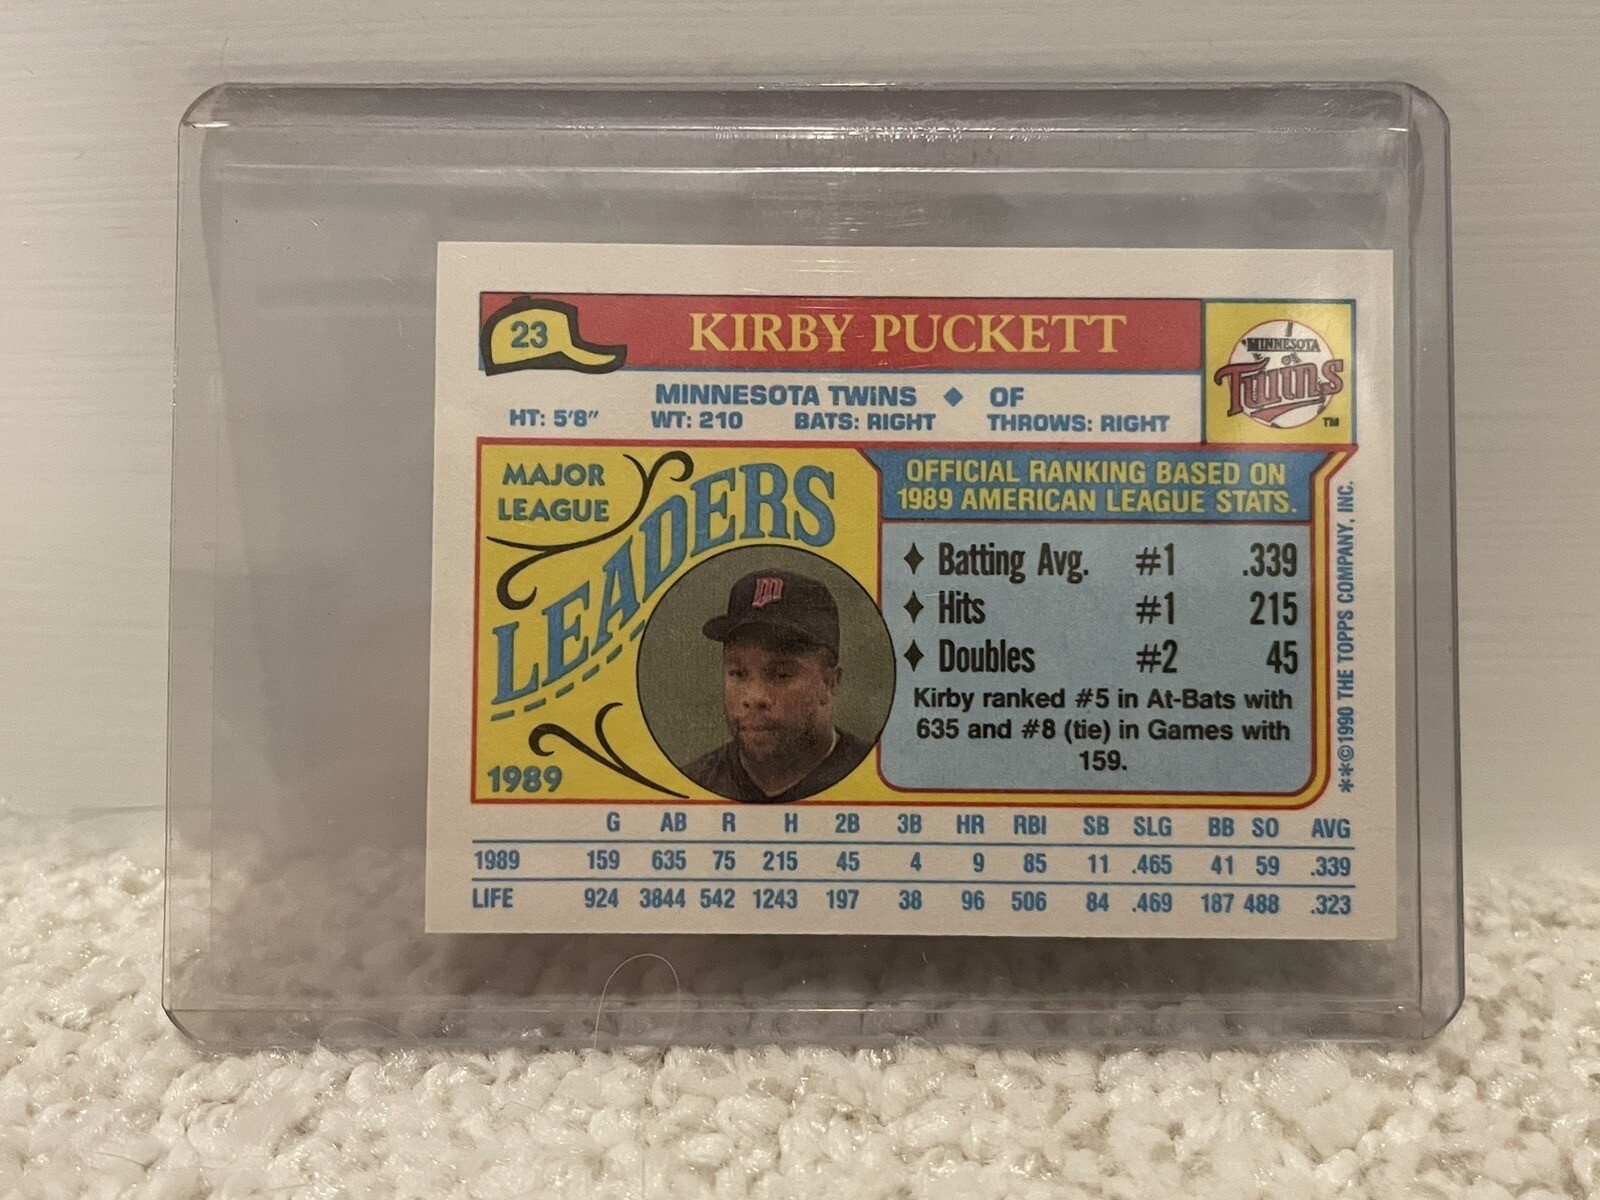 23
KIRBY PUCKETT
MINNESOTA TWINS ◆ OF
HT: 5'8" WT: 210 BATS: RIGHT THROWS: RIGHT
MINNESOTA
Twins
TM
MAJOR
LEAGUE
LEADERS
1989
m
OFFICIAL RANKING BASED ON
1989 AMERICAN LEAGUE STATS.
♦ Batting Avg. #1 .339
♦ Hits #1 215
♦ Doubles #2 45
Kirby ranked #5 in At-Bats with
635 and #8 (tie) in Games with
159.
**©1990 THE TOPPS COMPANY, INC.
G AB R H 2B 3B HR RBI SB SLG BB SO AVG
1989 159 635 75 215 45 4 9 85 11 .465 41 59 .339
LIFE 924 3844 542 1243 197 38 96 506 84 .469 187 488 .323